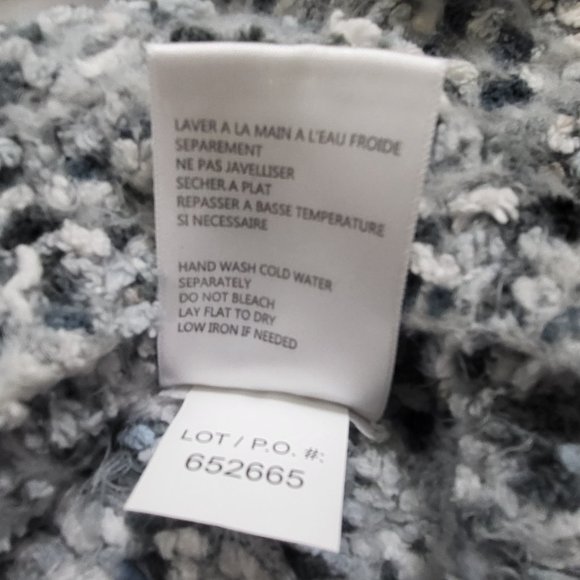 LAVER A LA MAIN A L'EAU FROIDE
SEPAREMENT
NE PAS JAVELLISER
SECHER A PLAT
REPASSER A BASSE TEMPERATURE
SI NECESSAIRE
HAND WASH COLD WATER
SEPARATELY
DO NOT BLEACH
LAY FLAT TO DRY
LOW IRON IF NEEDED
LOT / P.O. #:
652665